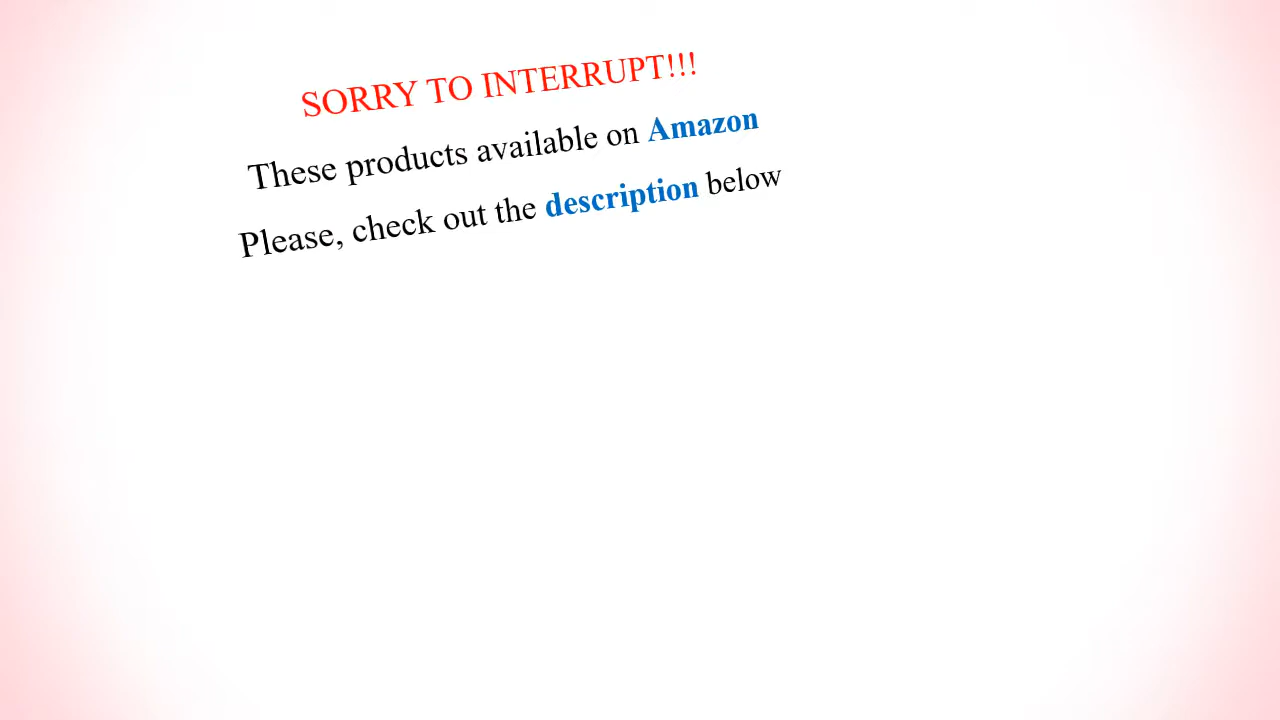 SORRY TO INTERRUPT!!!
These products available on Amazon
Please, check out the description below